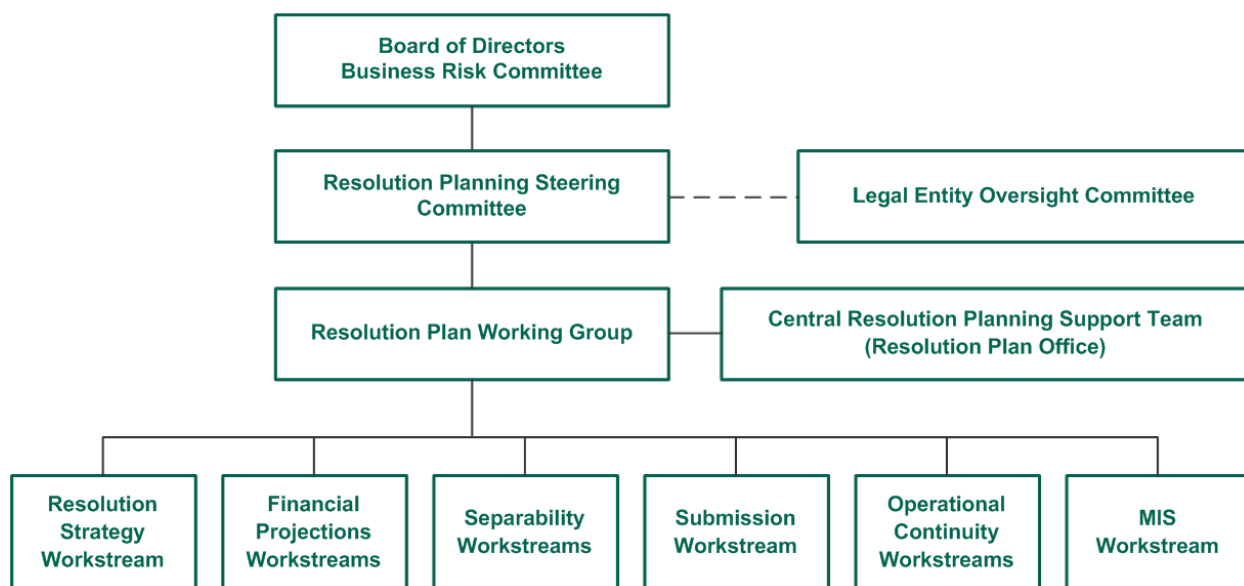 Board of Directors
Business Risk Committee
Resolution Planning Steering
Committee
Legal Entity Oversight Committee
Resolution Plan Working Group
Central Resolution Planning Support Team
(Resolution Plan Office)
Resolution
Strategy
Workstream
Financial
Projections
Workstreams
Separability
Workstreams
Submission
Workstream
Operational
Continuity
Workstreams
MIS
Workstream